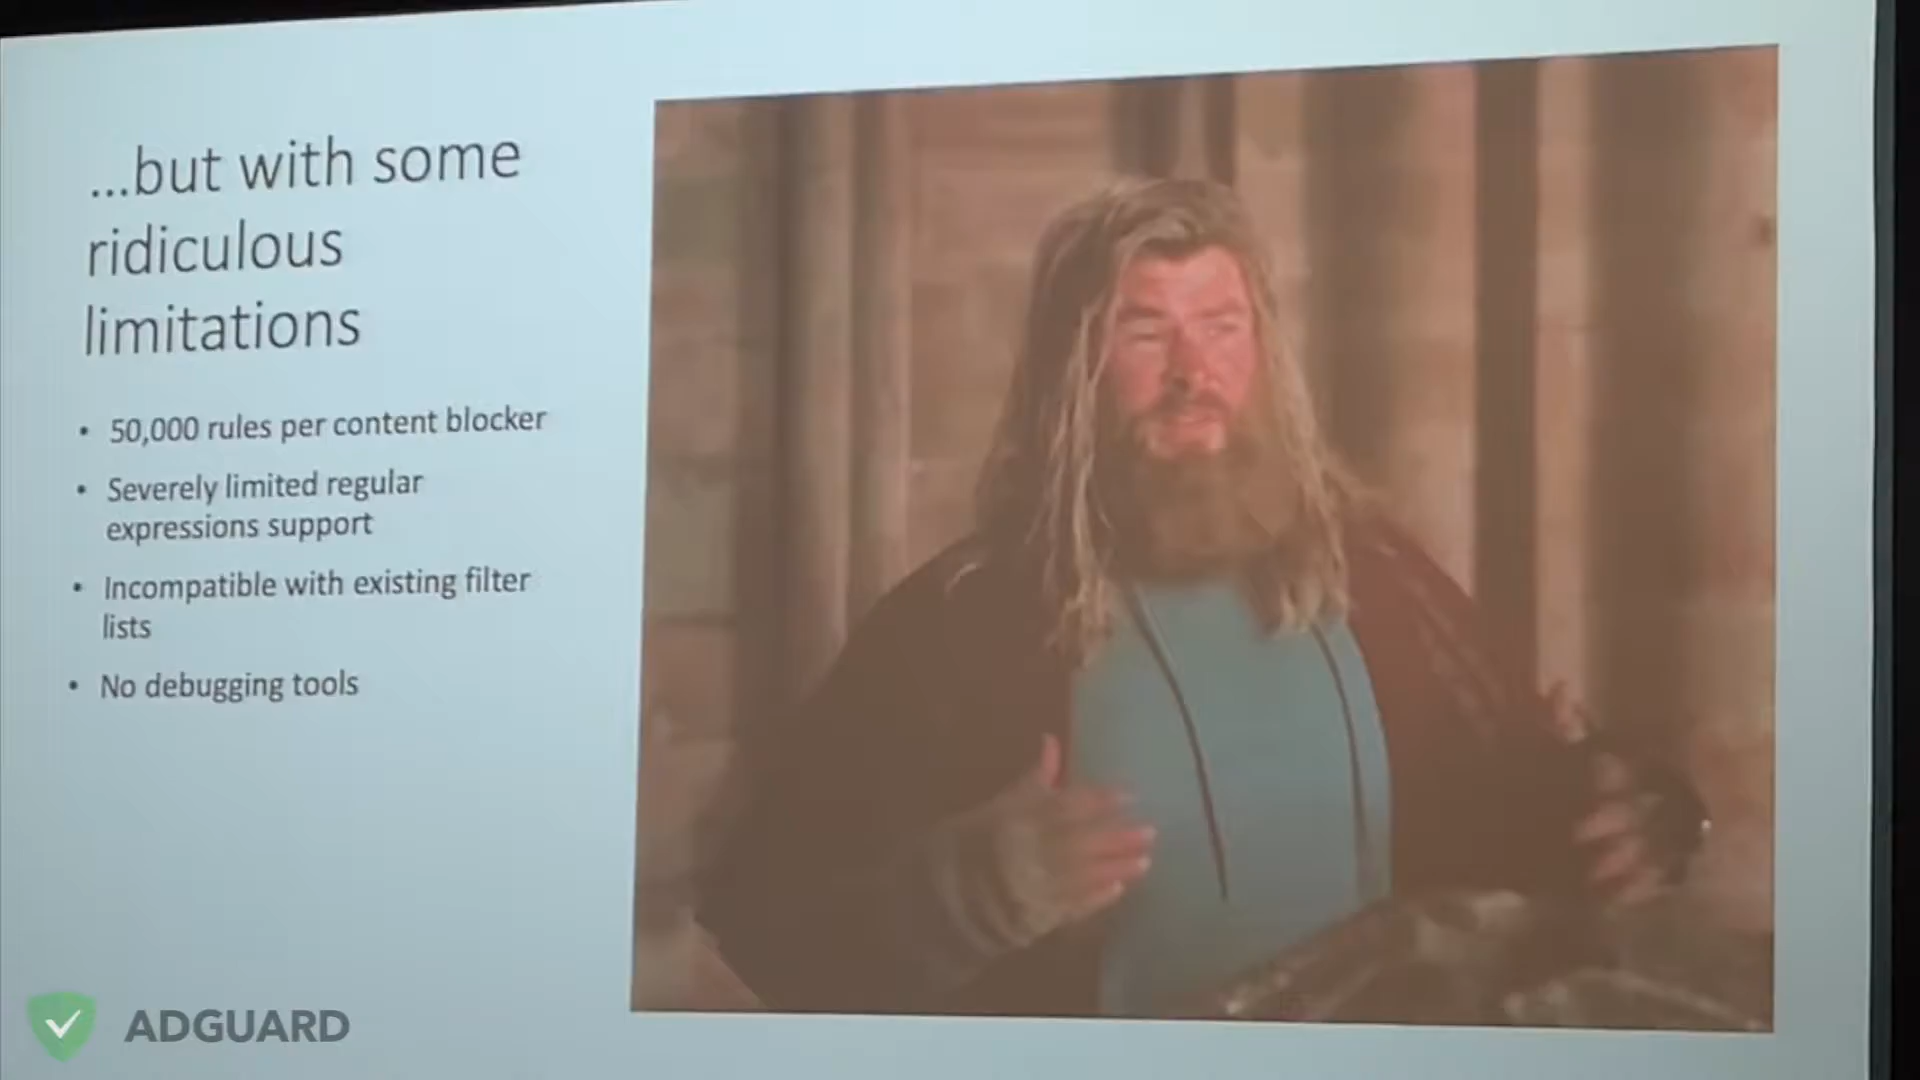 ...but with some
ridiculous
limitations
• 50,000 rules per content blocker
• Severely limited regular
expressions support
• Incompatible with existing filter
lists
• No debugging tools
ADGUARD